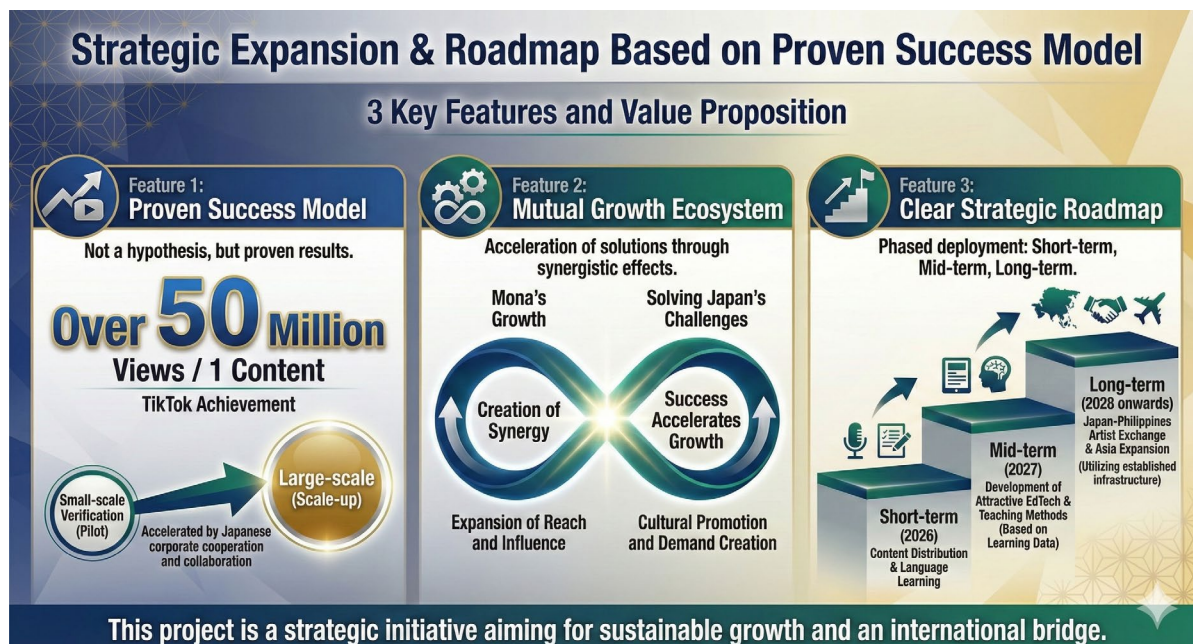 Strategic Expansion & Roadmap Based on Proven Success Model
3 Key Features and Value Proposition
Feature 1:
Proven Success Model
Not a hypothesis, but proven results.
Over 50 Million
Views / 1 Content
TikTok Achievement
Small-scale
Verification
(Pilot)
Accelerated by Japanese
corporate cooperation
and collaboration
Large-scale
(Scale-up)
Feature 2:
Mutual Growth Ecosystem
Acceleration of solutions through
synergistic effects.
Mona's
Growth
Solving Japan's
Challenges
Creation of
Synergy
Success
Accelerates
Growth
Expansion of Reach
and Influence
Cultural Promotion
and Demand Creation
Feature 3:
Clear Strategic Roadmap
Phased deployment: Short-term,
Mid-term, Long-term.
Short-term
(2026)
Content Distribution
& Language
Learning
Mid-term
(2027)
Development of
Attractive EdTech &
Teaching Methods
(Based on
Learning Data)
Long-term
(2028 onwards)
Japan-Philippines
Artist Exchange
& Asia Expansion
(Utilizing established
infrastructure)
This project is a strategic initiative aiming for sustainable growth and an international bridge.